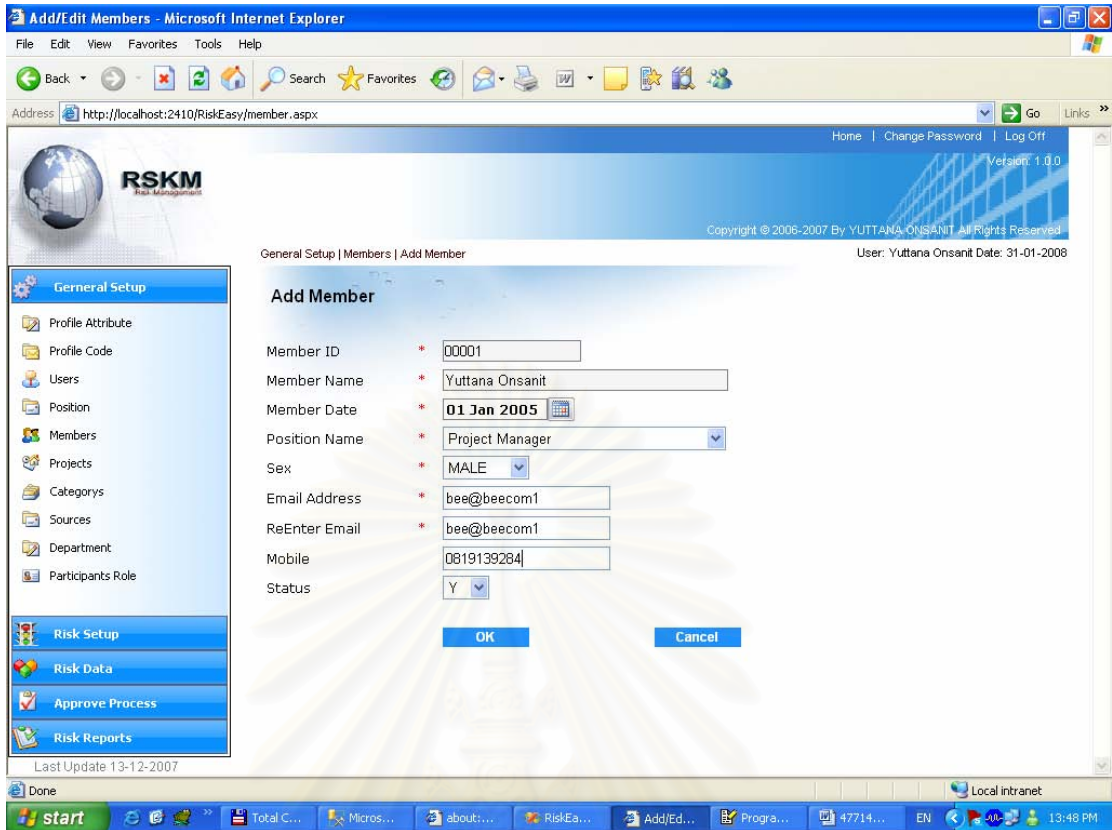 Add/Edit Members - Microsoft Internet Explorer
File Edit View Favorites Tools Help
Back Search Favorites
Address http://localhost:2410/RiskEasy/member.aspx Go Links »
Home | Change Password | Log Off
Version: 1.0.0
RSKM
Risk Management
Copyright © 2006-2007 By YUTTANA ONSANIT All Rights Reserved
General Setup | Members | Add Member
User: Yuttana Onsanit Date: 31-01-2008
Gerneral Setup
Profile Attribute
Profile Code
Users
Position
Members
Projects
Categorys
Sources
Department
Participants Role
Risk Setup
Risk Data
Approve Process
Risk Reports
Last Update 13-12-2007
Add Member
Member ID * 00001
Member Name * Yuttana Onsanit
Member Date * 01 Jan 2005
Position Name * Project Manager
Sex * MALE
Email Address * bee@beecom1
ReEnter Email * bee@beecom1
Mobile 0819139284
Status Y
OK Cancel
Done Local intranet
start » Total C... Micros... about:... RiskEa... Add/Ed... Progra... 47714... EN 13:48 PM